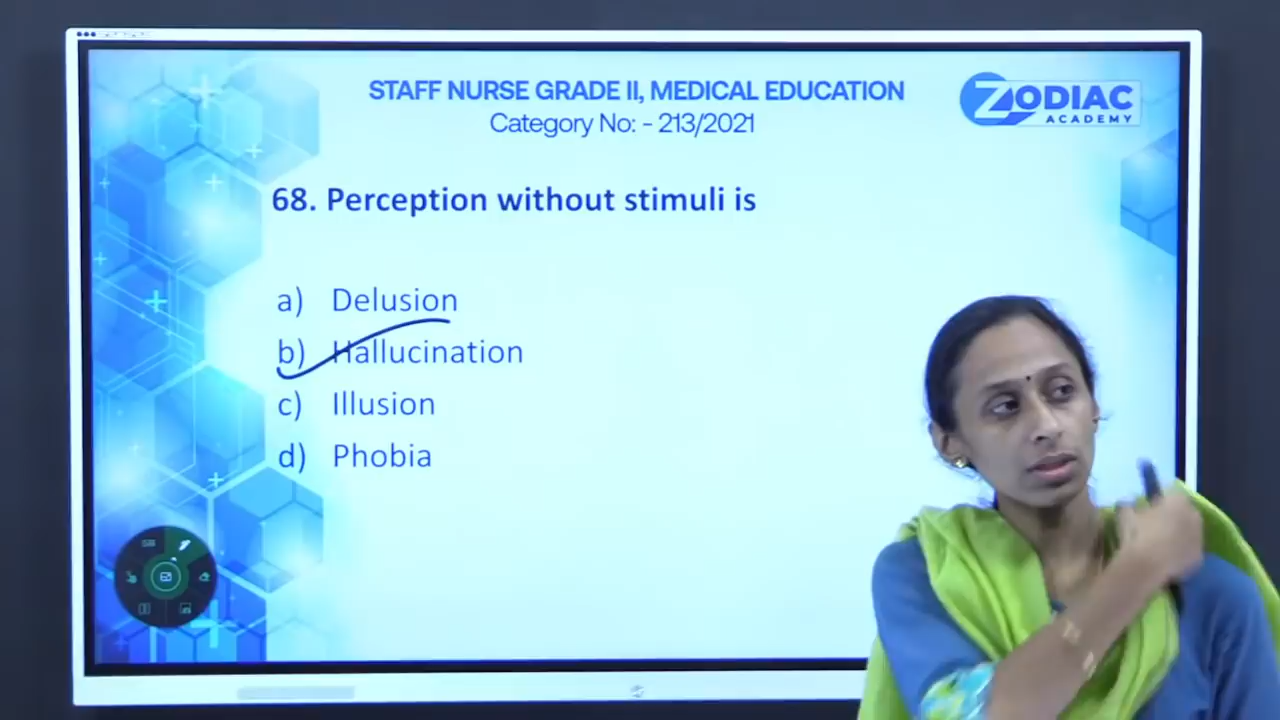 STAFF NURSE GRADE II, MEDICAL EDUCATION
Category No: - 213/2021
ZODIAC
ACADEMY
68. Perception without stimuli is
a) Delusion
b) Hallucination
c) Illusion
d) Phobia